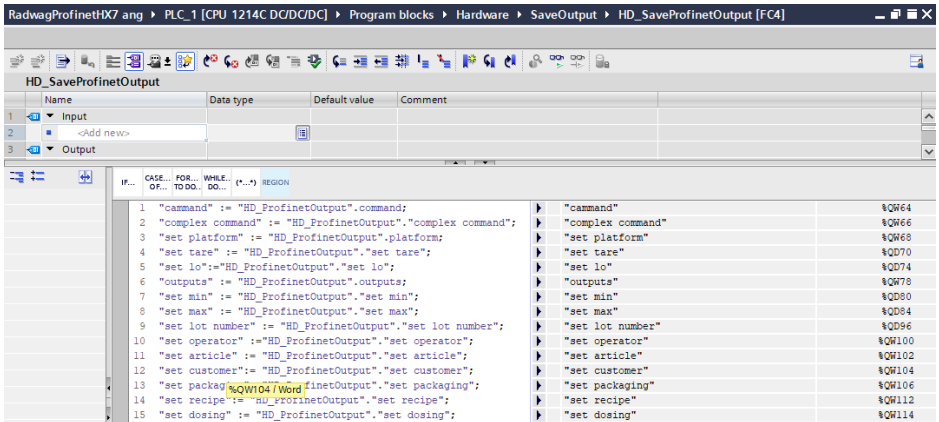 RadwagProfinetHX7 ang ▸ PLC_1 [CPU 1214C DC/DC/DC] ▸ Program blocks ▸ Hardware ▸ SaveOutput ▸ HD_SaveProfinetOutput [FC4]
HD_SaveProfinetOutput
Name Data type Default value Comment
1 Input
2 <Add new>
3 Output
IF... CASE... OF... FOR... TO DO.. WHILE.. DO... (*...*) REGION
1 "cammand" := "HD_ProfinetOutput".command; "cammand" %QW64
2 "complex command" := "HD_ProfinetOutput"."complex command"; "complex command" %QW66
3 "set platform" := "HD_ProfinetOutput".platform; "set platform" %QW68
4 "set tare" := "HD_ProfinetOutput"."set tare"; "set tare" %QD70
5 "set lo":="HD_ProfinetOutput"."set lo"; "set lo" %QD74
6 "outputs" := "HD_ProfinetOutput".outputs; "outputs" %QW78
7 "set min" := "HD_ProfinetOutput"."set min"; "set min" %QD80
8 "set max" := "HD_ProfinetOutput"."set max"; "set max" %QD84
9 "set lot number" := "HD_ProfinetOutput"."set lot number"; "set lot number" %QD96
10 "set operator" :="HD_ProfinetOutput"."set operator"; "set operator" %QW100
11 "set article" := "HD_ProfinetOutput"."set article"; "set article" %QW102
12 "set customer":= "HD_ProfinetOutput"."set customer"; "set customer" %QW104
13 "set packag finetOutput"."set packaging"; "set packaging" %QW106
%QW104 / Word
14 "set recipe":= "HD_ProfinetOutput"."set recipe"; "set recipe" %QW112
15 "set dosing" := "HD_ProfinetOutput"."set dosing"; "set dosing" %QW114